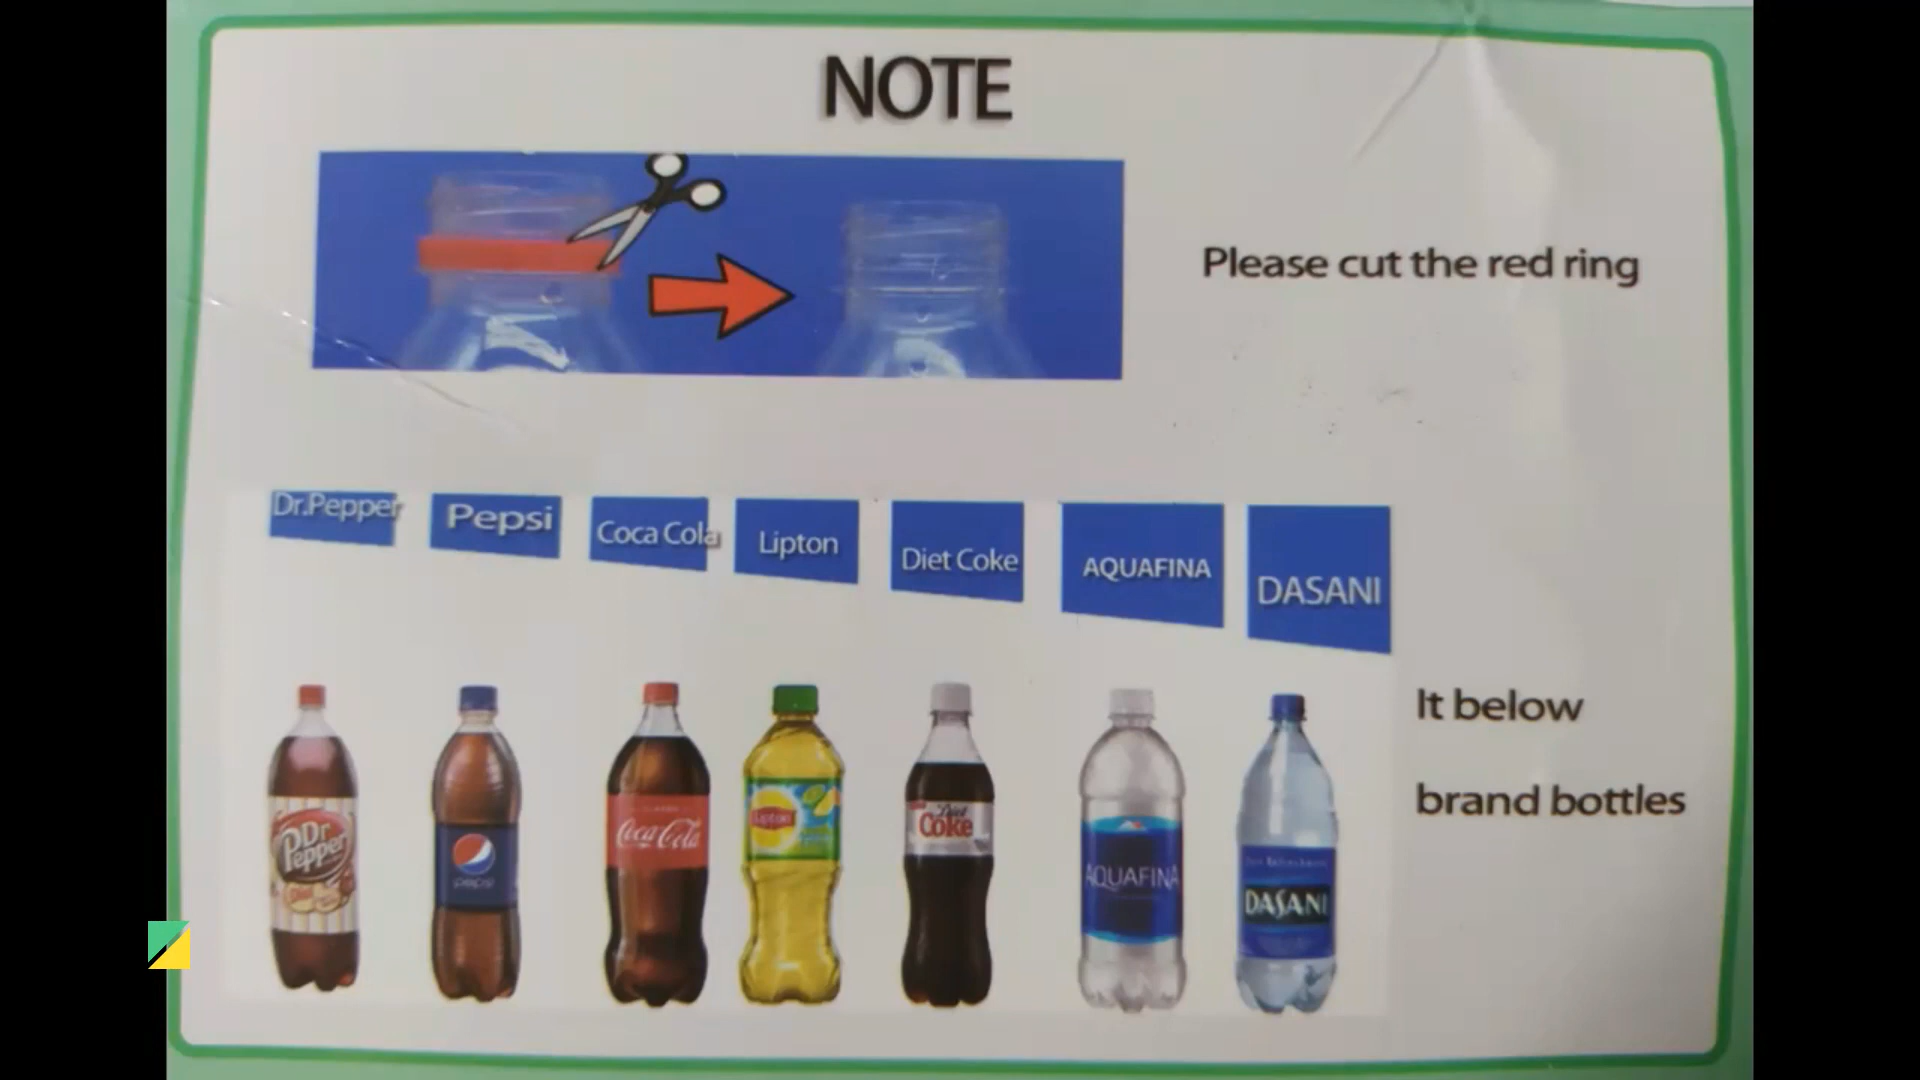 NOTE
Please cut the red ring
Dr.Pepper
Pepsi
Coca Cola
Lipton
Diet Coke
AQUAFINA
DASANI
It below
brand bottles
Dr
Pepper
Diet
pepsi
Coca-Cola
Lipton
Diet
Coke
AQUAFINA
DASANI